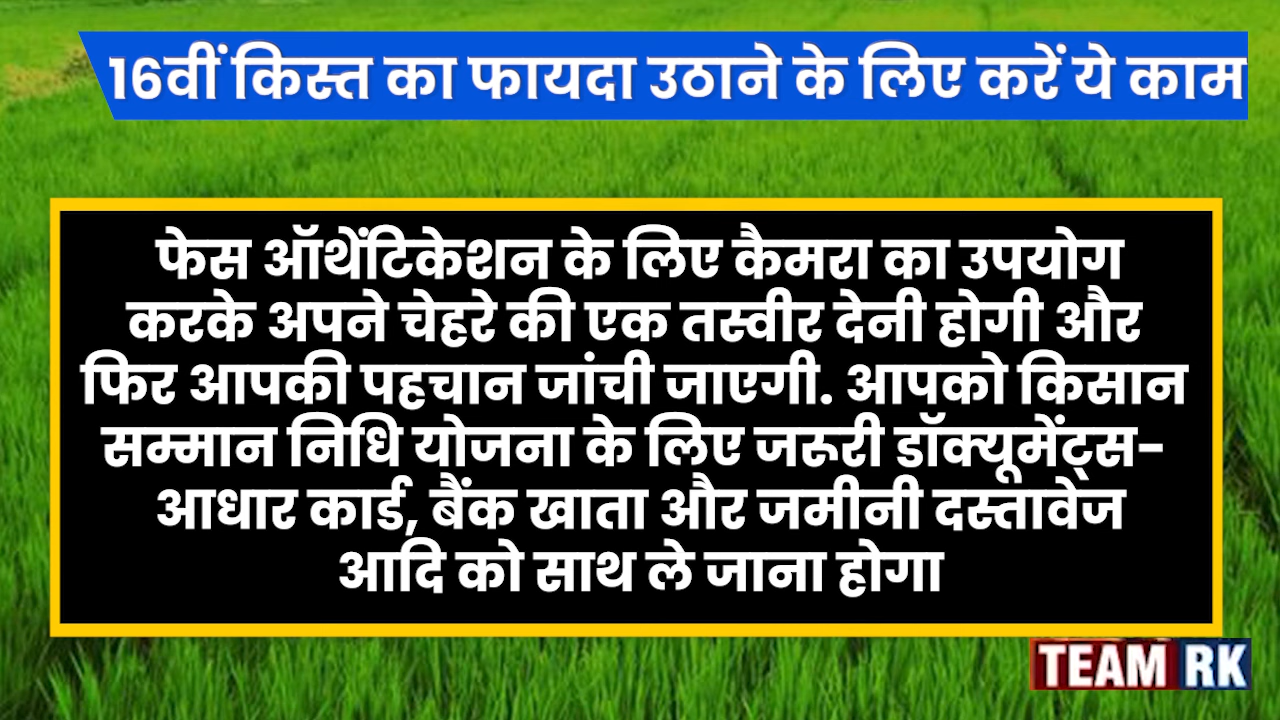 16वीं किस्त का फायदा उठाने के लिए करें ये काम
फेस ऑथेंटिकेशन के लिए कैमरा का उपयोग
करके अपने चेहरे की एक तस्वीर देनी होगी और
फिर आपकी पहचान जांची जाएगी. आपको किसान
सम्मान निधि योजना के लिए जरूरी डॉक्यूमेंट्स-
आधार कार्ड, बैंक खाता और जमीनी दस्तावेज
आदि को साथ ले जाना होगा
TEAM RK